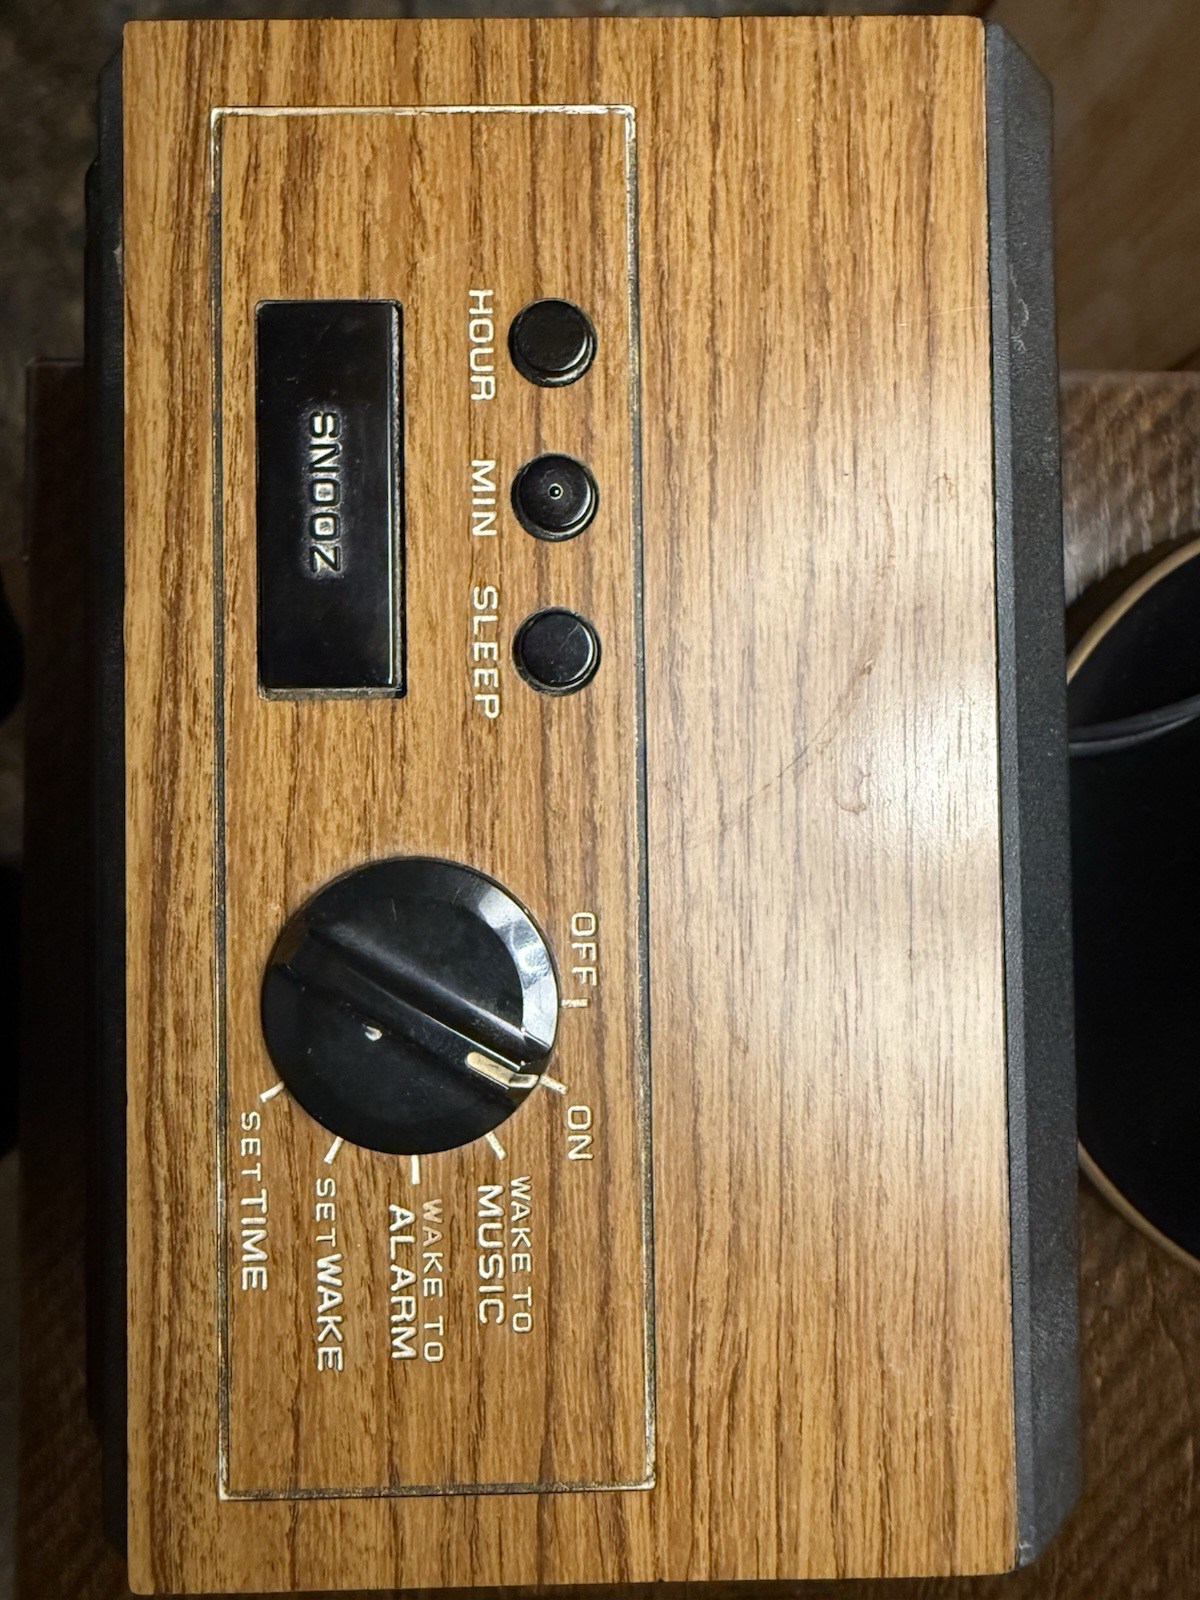 HOUR MIN SLEEP
SNOOZ
OFF
ON
WAKE TO
MUSIC
WAKE TO
ALARM
SET WAKE
SET TIME